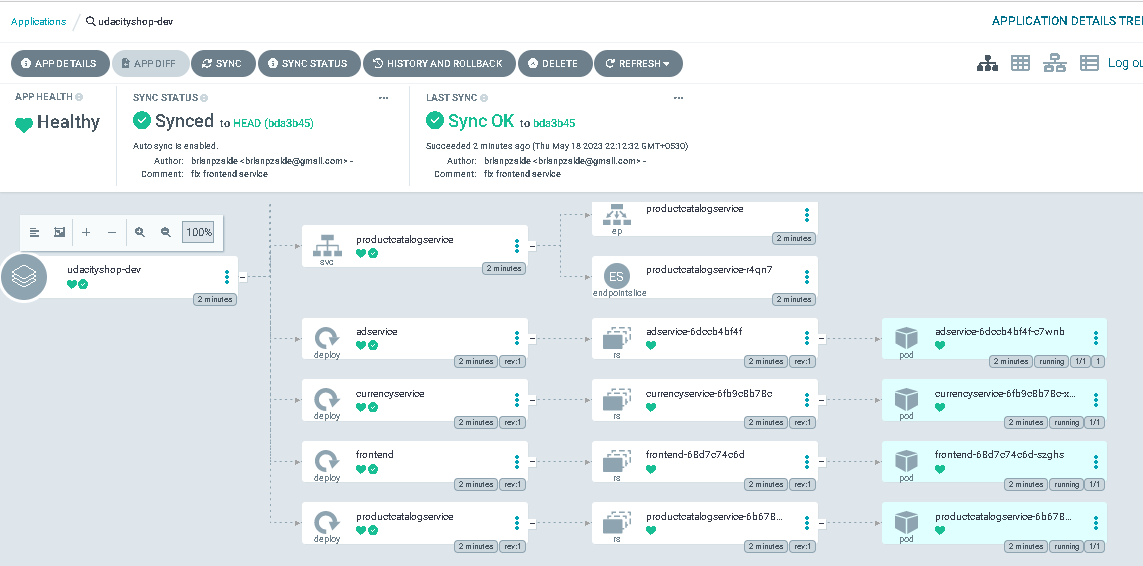 Applications / udacityshop-dev
APPLICATION DETAILS TRE
APP DETAILS APP DIFF SYNC SYNC STATUS HISTORY AND ROLLBACK DELETE REFRESH
Log ou
APP HEALTH
Healthy
SYNC STATUS
Synced to HEAD (bda3b45)
Auto sync is enabled.
Author: brianpzaide <brianpzaide@gmail.com> -
Comment: fix frontend service
LAST SYNC
Sync OK to bda3b45
Succeeded 2 minutes ago (Thu May 18 2023 22:12:32 GMT+0530)
Author: brianpzaide <brianpzaide@gmail.com> -
Comment: fix frontend service
100%
udacityshop-dev
2 minutes
productcatalogservice
svc
2 minutes
productcatalogservice
ep
2 minutes
ES
productcatalogservice-r4qn7
endpointslice
2 minutes
adservice
deploy
2 minutes rev:1
adservice-6dccb4bf4f
rs
2 minutes rev:1
adservice-6dccb4bf4f-c7wnb
pod
2 minutes running 1/1 1
currencyservice
deploy
2 minutes rev:1
currencyservice-6fb9c8b78c
rs
2 minutes rev:1
currencyservice-6fb9c8b78c-x...
pod
2 minutes running 1/1
frontend
deploy
2 minutes rev:1
frontend-68d7c74c6d
rs
2 minutes rev:1
frontend-68d7c74c6d-szghs
pod
2 minutes running 1/1
productcatalogservice
deploy
2 minutes rev:1
productcatalogservice-6b678...
rs
2 minutes rev:1
productcatalogservice-6b678...
pod
2 minutes running 1/1